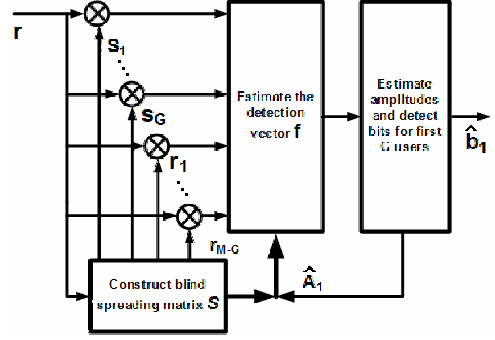 r
s1
sG
r1
rM-G
Estimate the
detection
vector f
Estimate
amplitudes
and detect
bits for first
G users
b̂1
Â1
Construct blind
spreading matrix S